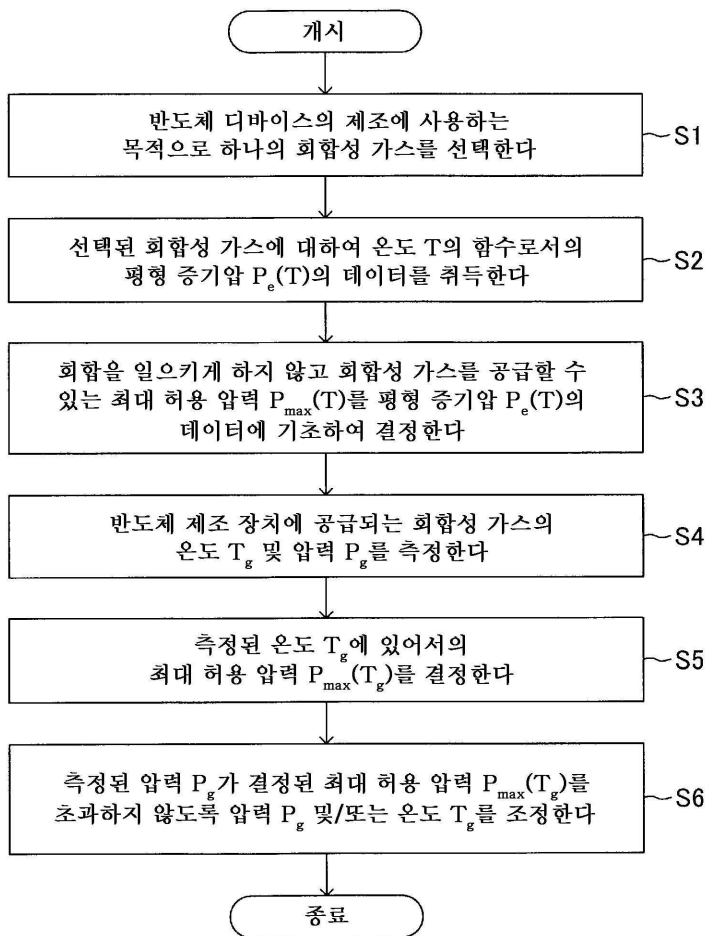 개시
반도체 디바이스의 제조에 사용하는
목적으로 하나의 회합성 가스를 선택한다
S1
선택된 회합성 가스에 대하여 온도 T의 함수로서의
평형 증기압 Pe(T)의 데이터를 취득한다
S2
회합을 일으키게 하지 않고 회합성 가스를 공급할 수
있는 최대 허용 압력 Pmax(T)를 평형 증기압 Pe(T)의
데이터에 기초하여 결정한다
S3
반도체 제조 장치에 공급되는 회합성 가스의
온도 Tg 및 압력 Pg를 측정한다
S4
측정된 온도 Tg에 있어서의
최대 허용 압력 Pmax(Tg)를 결정한다
S5
측정된 압력 Pg가 결정된 최대 허용 압력 Pmax(Tg)를
초과하지 않도록 압력 Pg 및/또는 온도 Tg를 조정한다
S6
종료